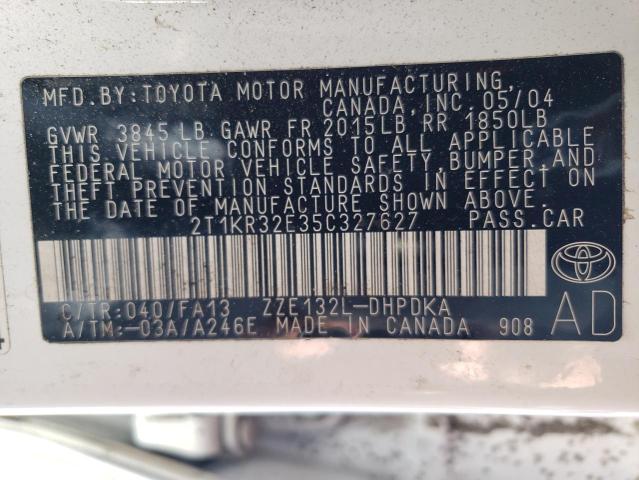 MFD. BY:TOYOTA MOTOR MANUFACTURING,
CANADA, INC. 05/04
GVWR 3845 LB GAWR FR 2015LB RR 1850LB
THIS VEHICLE CONFORMS TO ALL APPLICABLE
FEDERAL MOTOR VEHICLE SAFETY, BUMPER, AND
THEFT PREVENTION STANDARDS IN EFFECT ON
THE DATE OF MANUFACTURE SHOWN ABOVE.
2T1KR32E35C327627 PASS.CAR
C/TR:040/FA13 ZZE132L-DHPDKA
A/TM:-03A/A246E MADE IN CANADA 908
AD